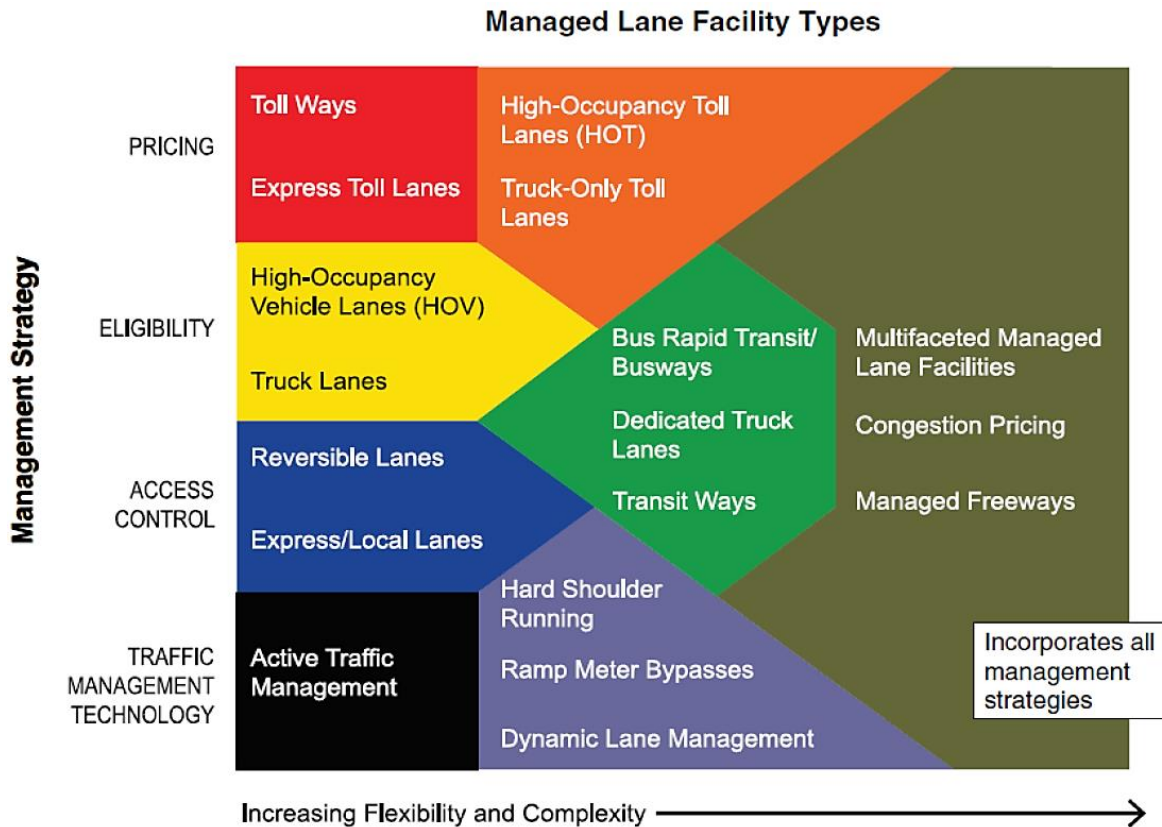 Managed Lane Facility Types
Management Strategy
PRICING
Toll Ways
Express Toll Lanes
High-Occupancy Toll
Lanes (HOT)
Truck-Only Toll
Lanes
ELIGIBILITY
High-Occupancy
Vehicle Lanes (HOV)
Truck Lanes
Bus Rapid Transit/
Busways
Dedicated Truck
Lanes
Transit Ways
Multifaceted Managed
Lane Facilities
Congestion Pricing
Managed Freeways
ACCESS
CONTROL
Reversible Lanes
Express/Local Lanes
TRAFFIC
MANAGEMENT
TECHNOLOGY
Active Traffic
Management
Hard Shoulder
Running
Ramp Meter Bypasses
Dynamic Lane Management
Incorporates all
management
strategies
Increasing Flexibility and Complexity